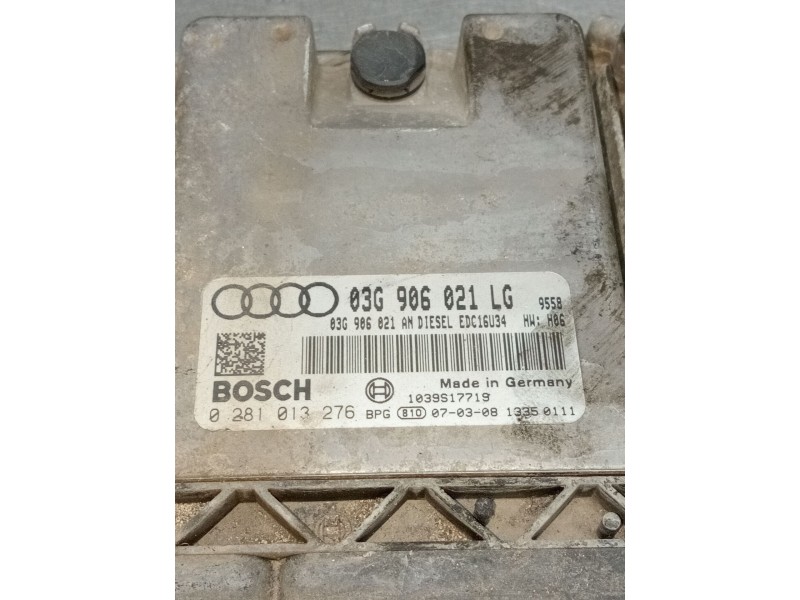 03G 906 021 LG 9558
03G 906 021 AN DIESEL EDC16U34 HW: H06
BOSCH Made in Germany
1039S17719
0 281 013 276 BPG 810 07-03-08 1335 0111